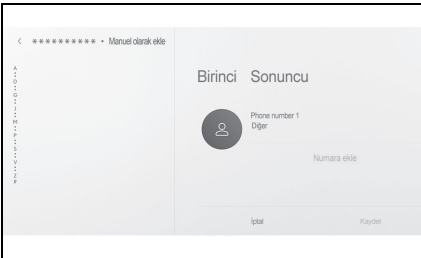 < ********** • Manuel olarak ekle
A
D
G
J
M
P
S
V
Z
#
Birinci Sonuncu
Phone number 1
Diğer
Numara ekle
İptal
Kaydet